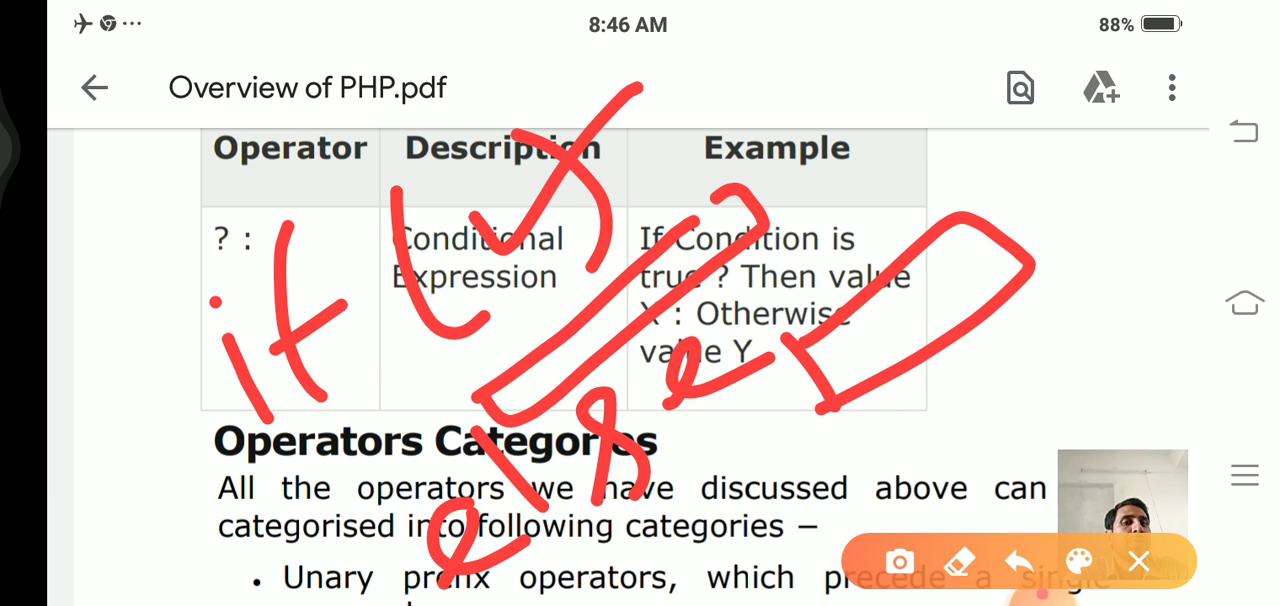 8:46 AM
88%
Overview of PHP.pdf
Operator Description Example
? : Conditional Expression If Condition is true ? Then value X : Otherwise value Y
if ( )
else
Operators Categories
All the operators we have discussed above can
categorised into following categories –
• Unary prefix operators, which precede a single